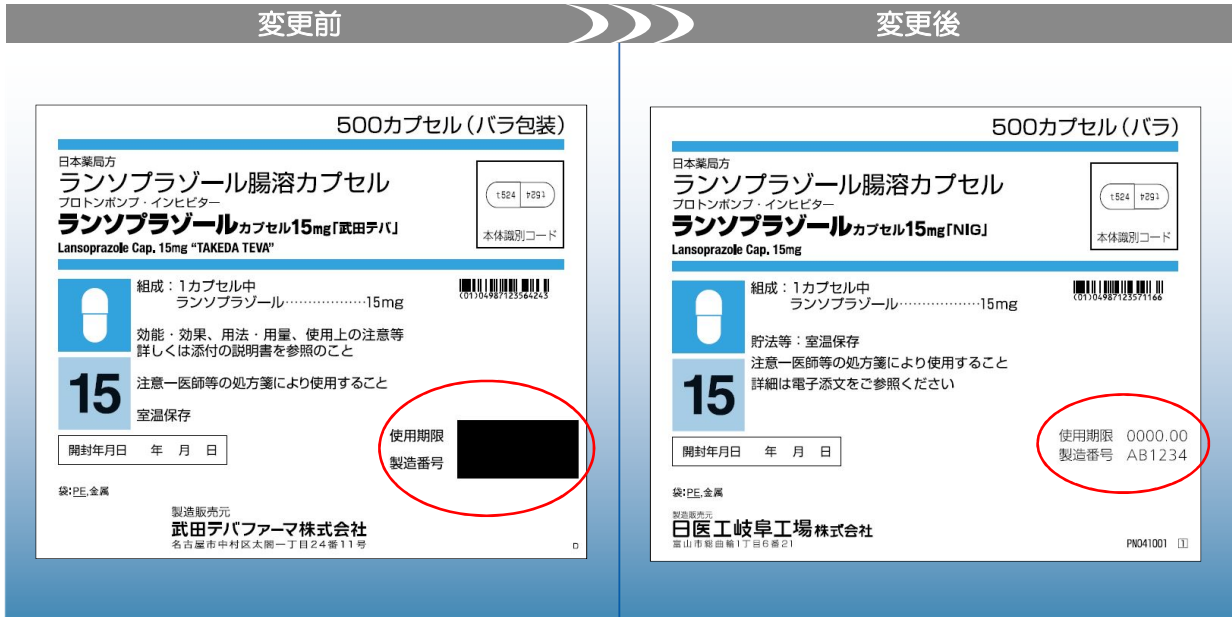 変更前
変更後
500カプセル(バラ包装)
日本薬局方
ランソプラゾール腸溶カプセル
プロトンポンプ・インヒビター
ランソプラゾールカプセル15mg「武田テバ」
Lansoprazole Cap. 15mg “TAKEDA TEVA”
t524 t524
本体識別コード
組成:1カプセル中
ランソプラゾール………………15mg
(01)04987123564243
効能・効果、用法・用量、使用上の注意等
詳しくは添付の説明書を参照のこと
15
注意-医師等の処方箋により使用すること
室温保存
使用期限
製造番号
開封年月日 年 月 日
袋:PE,金属
製造販売元
武田テバファーマ株式会社
名古屋市中村区太閤一丁目24番11号
D
500カプセル(バラ)
日本薬局方
ランソプラゾール腸溶カプセル
プロトンポンプ・インヒビター
ランソプラゾールカプセル15mg「NIG」
Lansoprazole Cap. 15mg
t524 t524
本体識別コード
組成:1カプセル中
ランソプラゾール………………15mg
(01)04987123571166
貯法等:室温保存
注意-医師等の処方箋により使用すること
詳細は電子添文をご参照ください
15
使用期限 0000.00
製造番号 AB1234
開封年月日 年 月 日
袋:PE,金属
製造販売元
日医工岐阜工場株式会社
富山市総曲輪1丁目6番21
PN041001 1